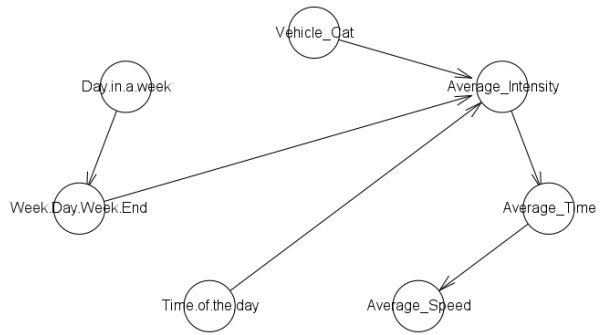 Vehicle_Cat
Day.in.a.week
Average_Intensity
Week.Day.Week.End
Average_Time
Time.of.the.day
Average_Speed